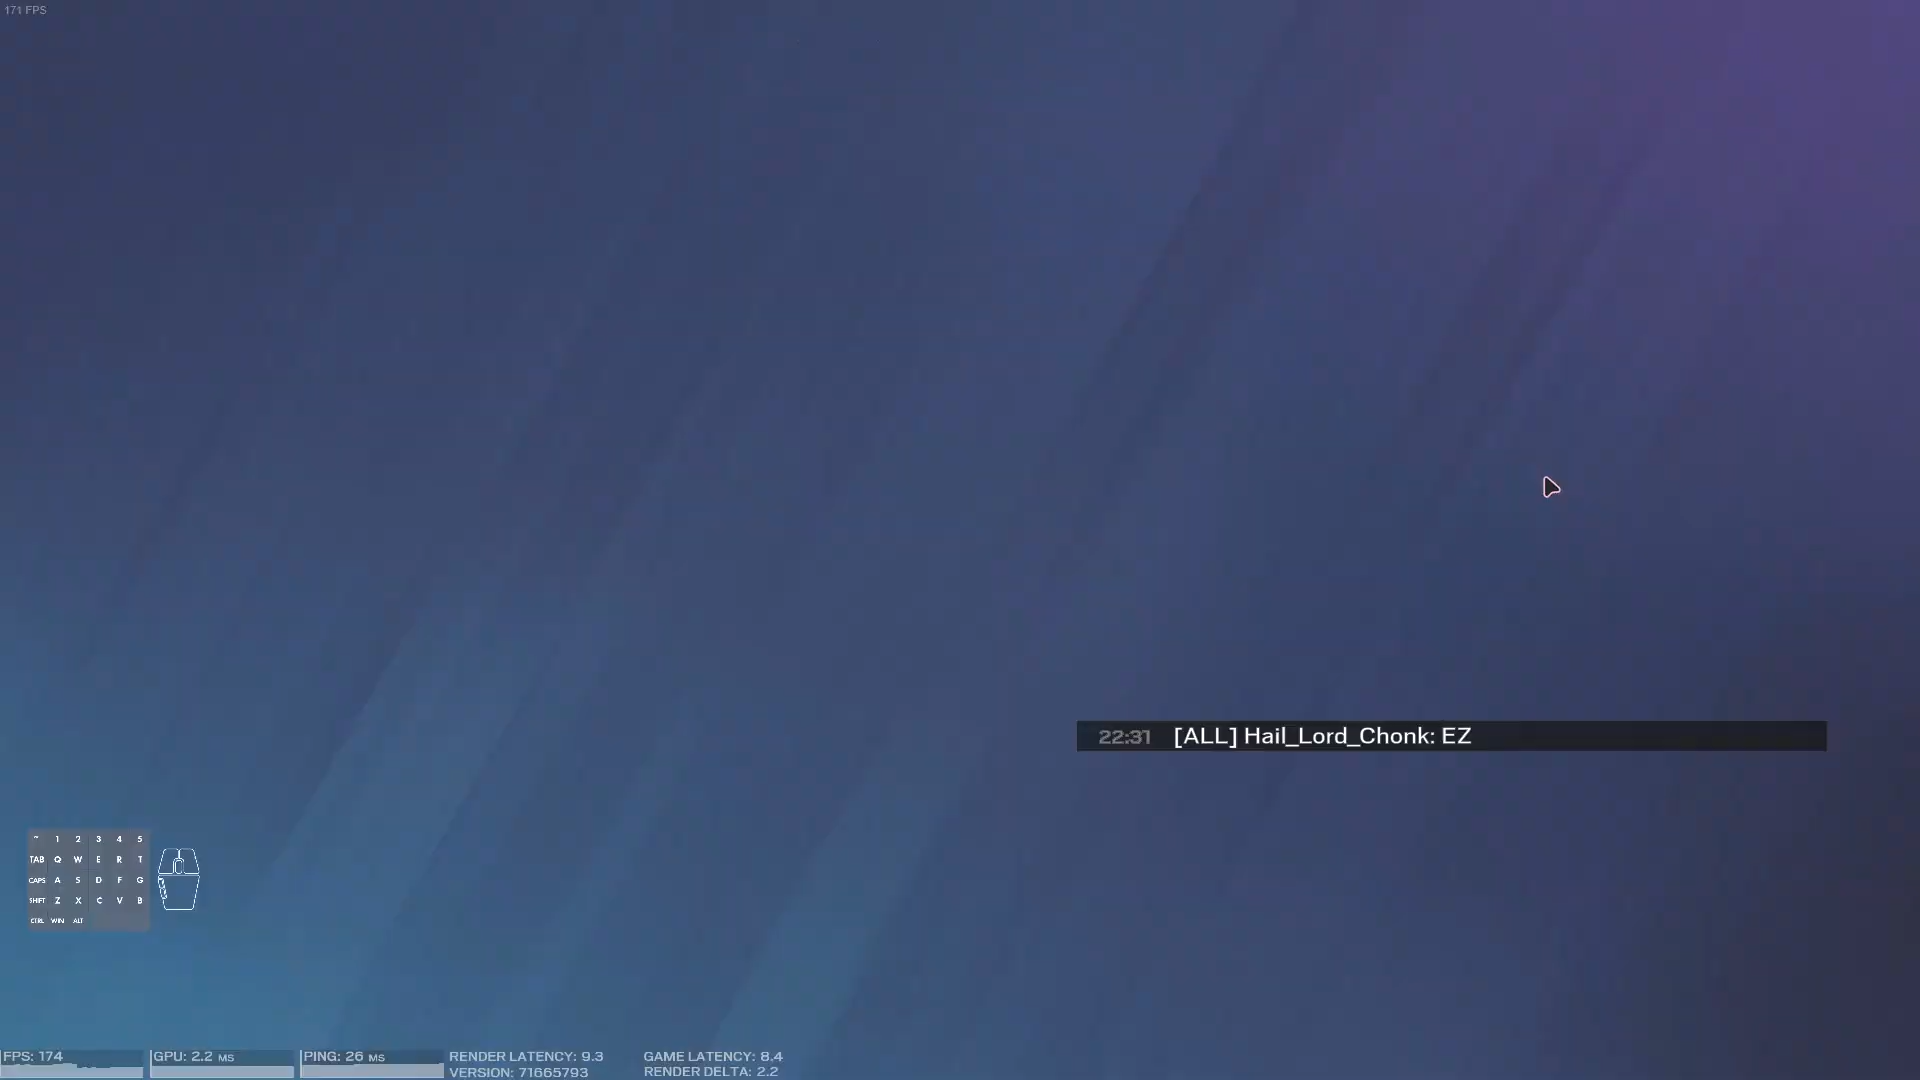 171 FPS
22:31 [ALL] Hail_Lord_Chonk: EZ
~ 1 2 3 4 5
TAB Q W E R T
CAPS A S D F G
SHIFT Z X C V B
CTRL WIN ALT
FPS: 174 GPU: 2.2 MS PING: 26 MS RENDER LATENCY: 9.3 GAME LATENCY: 8.4
VERSION: 71665793 RENDER DELTA: 2.2